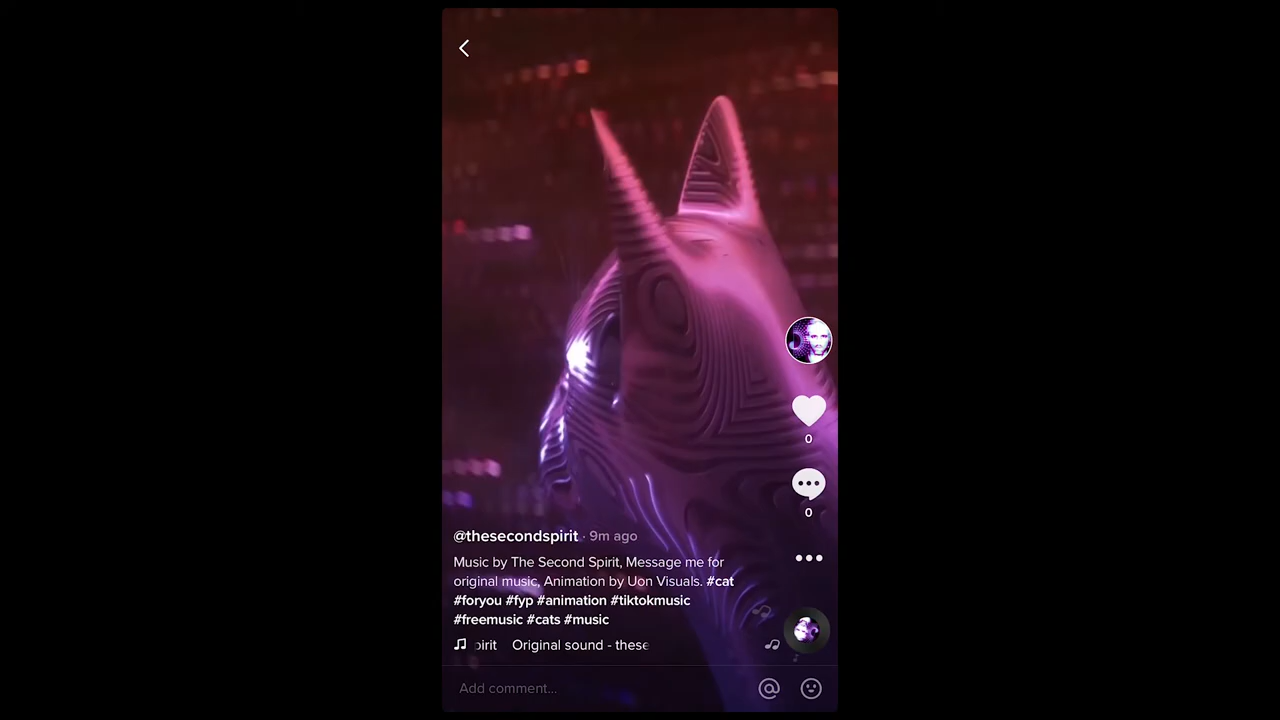 @thesecondspirit · 9m ago
0
0
Music by The Second Spirit, Message me for
original music, Animation by Uon Visuals. #cat
#foryou #fyp #animation #tiktokmusic
#freemusic #cats #music
pirit Original sound - these
Add comment...